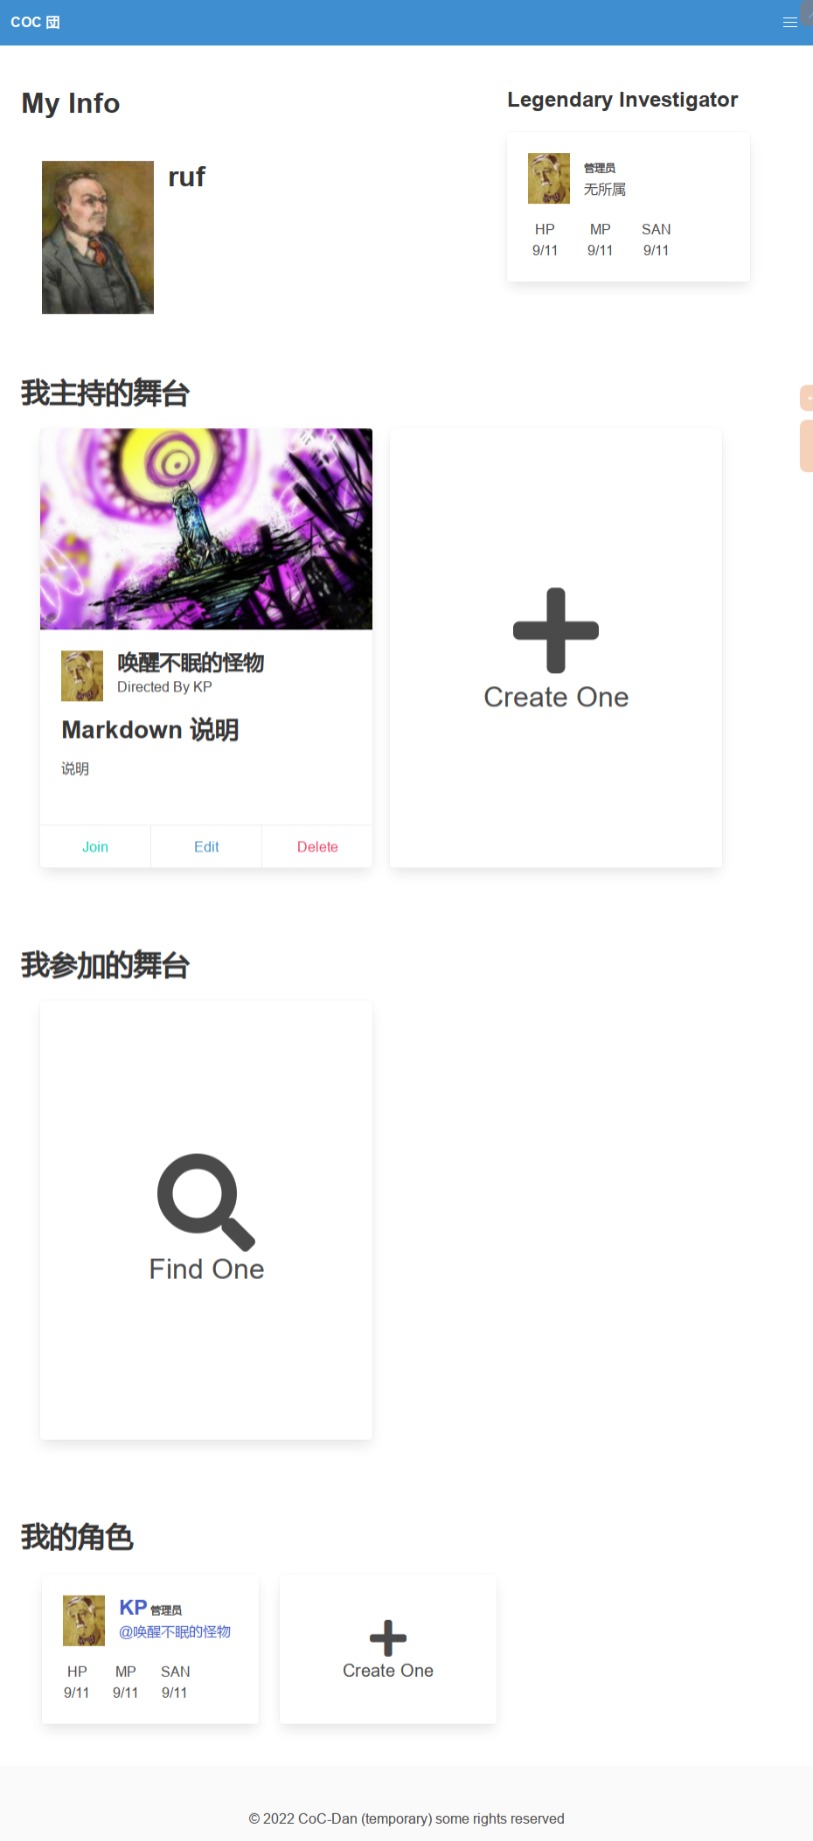 COC 团
My Info
ruf
Legendary Investigator
管理员
无所属
HP MP SAN
9/11 9/11 9/11
我主持的舞台
唤醒不眠的怪物
Directed By KP
Markdown 说明
说明
Join Edit Delete
Create One
我参加的舞台
Find One
我的角色
KP 管理员
@唤醒不眠的怪物
HP MP SAN
9/11 9/11 9/11
Create One
© 2022 CoC-Dan (temporary) some rights reserved